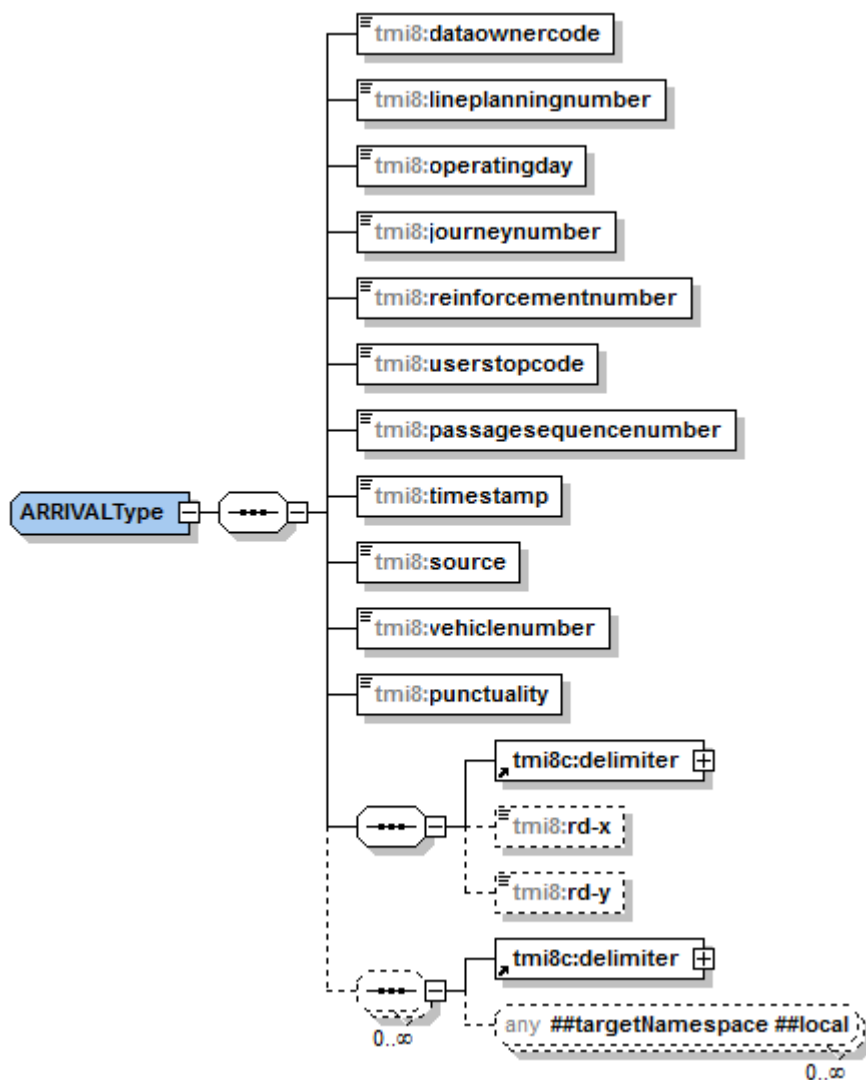 tmi8:dataownercode
tmi8:lineplanningnumber
tmi8:operatingday
tmi8:journeynumber
tmi8:reinforcementnumber
tmi8:userstopcode
tmi8:passagesequencenumber
ARRIVALType
tmi8:timestamp
tmi8:source
tmi8:vehiclenumber
tmi8:punctuality
tmi8c:delimiter
tmi8:rd-x
tmi8:rd-y
tmi8c:delimiter
any ##targetNamespace ##local
0..∞
0..∞